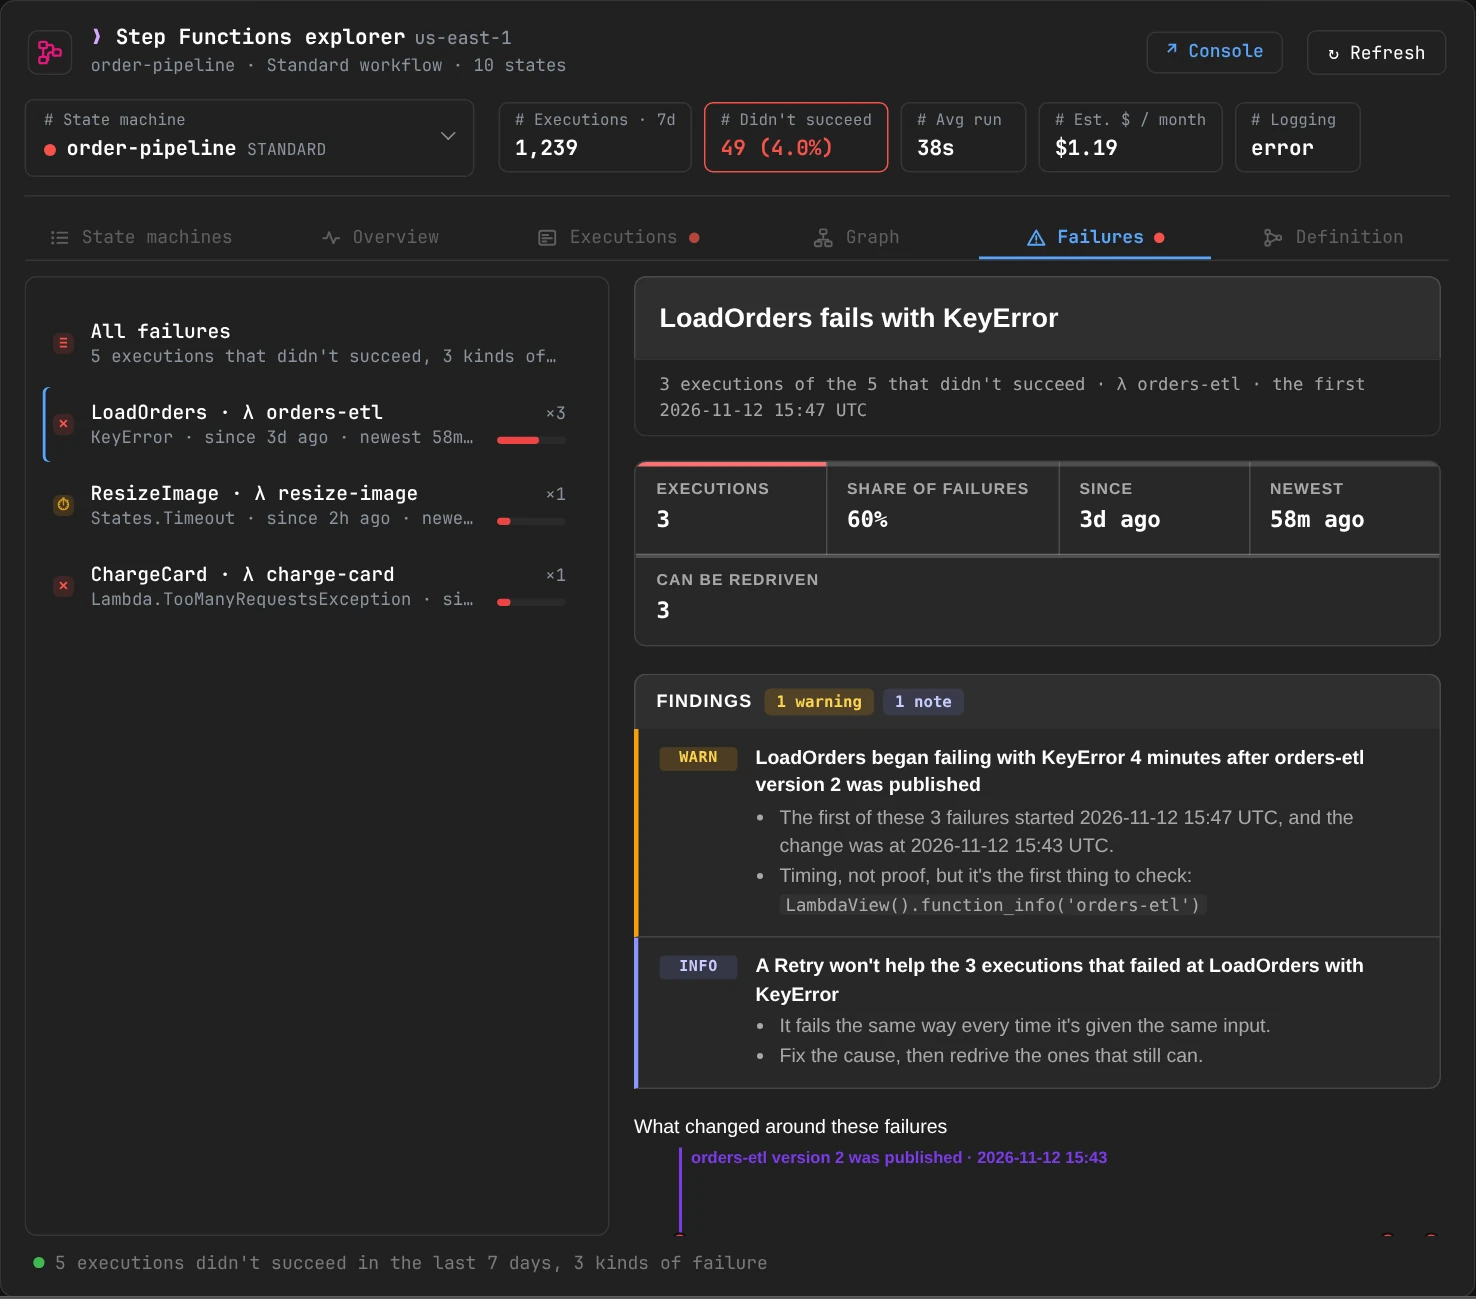 Step Functions explorer us-east-1
order-pipeline · Standard workflow · 10 states
↗ Console
↻ Refresh
# State machine
order-pipeline STANDARD
# Executions · 7d
1,239
# Didn't succeed
49 (4.0%)
# Avg run
38s
# Est. $ / month
$1.19
# Logging
error
State machines
Overview
Executions
Graph
Failures
Definition
All failures
5 executions that didn't succeed, 3 kinds of…
LoadOrders · λ orders-etl ×3
KeyError · since 3d ago · newest 58m…
ResizeImage · λ resize-image ×1
States.Timeout · since 2h ago · newe…
ChargeCard · λ charge-card ×1
Lambda.TooManyRequestsException · si…
LoadOrders fails with KeyError
3 executions of the 5 that didn't succeed · λ orders-etl · the first
2026-11-12 15:47 UTC
EXECUTIONS
3
SHARE OF FAILURES
60%
SINCE
3d ago
NEWEST
58m ago
CAN BE REDRIVEN
3
FINDINGS 1 warning 1 note
WARN
LoadOrders began failing with KeyError 4 minutes after orders-etl
version 2 was published
• The first of these 3 failures started 2026-11-12 15:47 UTC, and the
change was at 2026-11-12 15:43 UTC.
• Timing, not proof, but it's the first thing to check:
LambdaView().function_info('orders-etl')
INFO
A Retry won't help the 3 executions that failed at LoadOrders with
KeyError
• It fails the same way every time it's given the same input.
• Fix the cause, then redrive the ones that still can.
What changed around these failures
orders-etl version 2 was published · 2026-11-12 15:43
5 executions didn't succeed in the last 7 days, 3 kinds of failure